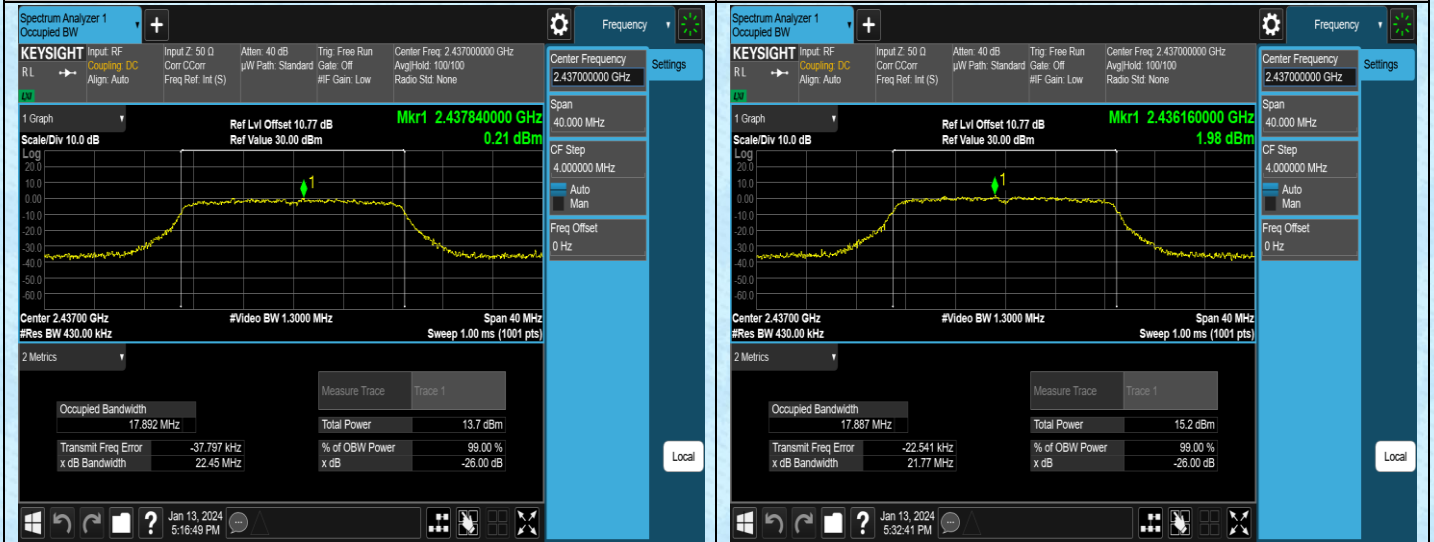 Spectrum Analyzer 1
Occupied BW
+
Frequency
KEYSIGHT Input: RF Input Z: 50 Ω Atten: 40 dB Trig: Free Run Center Freq: 2.437000000 GHz
Coupling: DC Corr CCorr µW Path: Standard Gate: Off Avg|Hold: 100/100
RL Align: Auto Freq Ref: Int (S) #IF Gain: Low Radio Std: None
LXI
Center Frequency
2.437000000 GHz
Settings
Span
40.000 MHz
CF Step
4.000000 MHz
Auto
Man
Freq Offset
0 Hz
Local
1 Graph
Ref Lvl Offset 10.77 dB
Mkr1 2.437840000 GHz
Scale/Div 10.0 dB
Ref Value 30.00 dBm
0.21 dBm
Log
20.0
10.0
0.00
-10.0
-20.0
-30.0
-40.0
-50.0
-60.0
1
Center 2.43700 GHz #Video BW 1.3000 MHz Span 40 MHz
#Res BW 430.00 kHz Sweep 1.00 ms (1001 pts)
2 Metrics
Measure Trace Trace 1
Occupied Bandwidth
17.892 MHz
Total Power 13.7 dBm
Transmit Freq Error -37.797 kHz % of OBW Power 99.00 %
x dB Bandwidth 22.45 MHz x dB -26.00 dB
?
Jan 13, 2024
5:16:49 PM
Spectrum Analyzer 1
Occupied BW
+
Frequency
KEYSIGHT Input: RF Input Z: 50 Ω Atten: 40 dB Trig: Free Run Center Freq: 2.437000000 GHz
Coupling: DC Corr CCorr µW Path: Standard Gate: Off Avg|Hold: 100/100
RL Align: Auto Freq Ref: Int (S) #IF Gain: Low Radio Std: None
LXI
Center Frequency
2.437000000 GHz
Settings
Span
40.000 MHz
CF Step
4.000000 MHz
Auto
Man
Freq Offset
0 Hz
Local
1 Graph
Ref Lvl Offset 10.77 dB
Mkr1 2.436160000 GHz
Scale/Div 10.0 dB
Ref Value 30.00 dBm
1.98 dBm
Log
20.0
10.0
0.00
-10.0
-20.0
-30.0
-40.0
-50.0
-60.0
1
Center 2.43700 GHz #Video BW 1.3000 MHz Span 40 MHz
#Res BW 430.00 kHz Sweep 1.00 ms (1001 pts)
2 Metrics
Measure Trace Trace 1
Occupied Bandwidth
17.887 MHz
Total Power 15.2 dBm
Transmit Freq Error -22.541 kHz % of OBW Power 99.00 %
x dB Bandwidth 21.77 MHz x dB -26.00 dB
?
Jan 13, 2024
5:32:41 PM